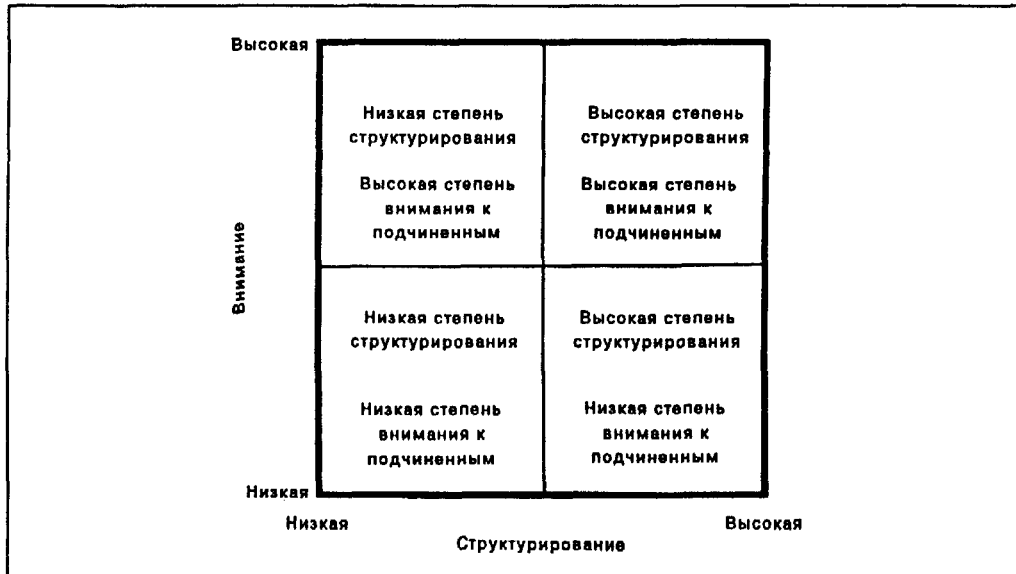 Высокая
Низкая степень
структурирования
Высокая степень
внимания к
подчиненным
Высокая степень
структурирования
Высокая степень
внимания к
подчиненным
Внимание
Низкая степень
структурирования
Низкая степень
внимания к
подчиненным
Высокая степень
структурирования
Низкая степень
внимания к
подчиненным
Низкая
Низкая
Высокая
Структурирование